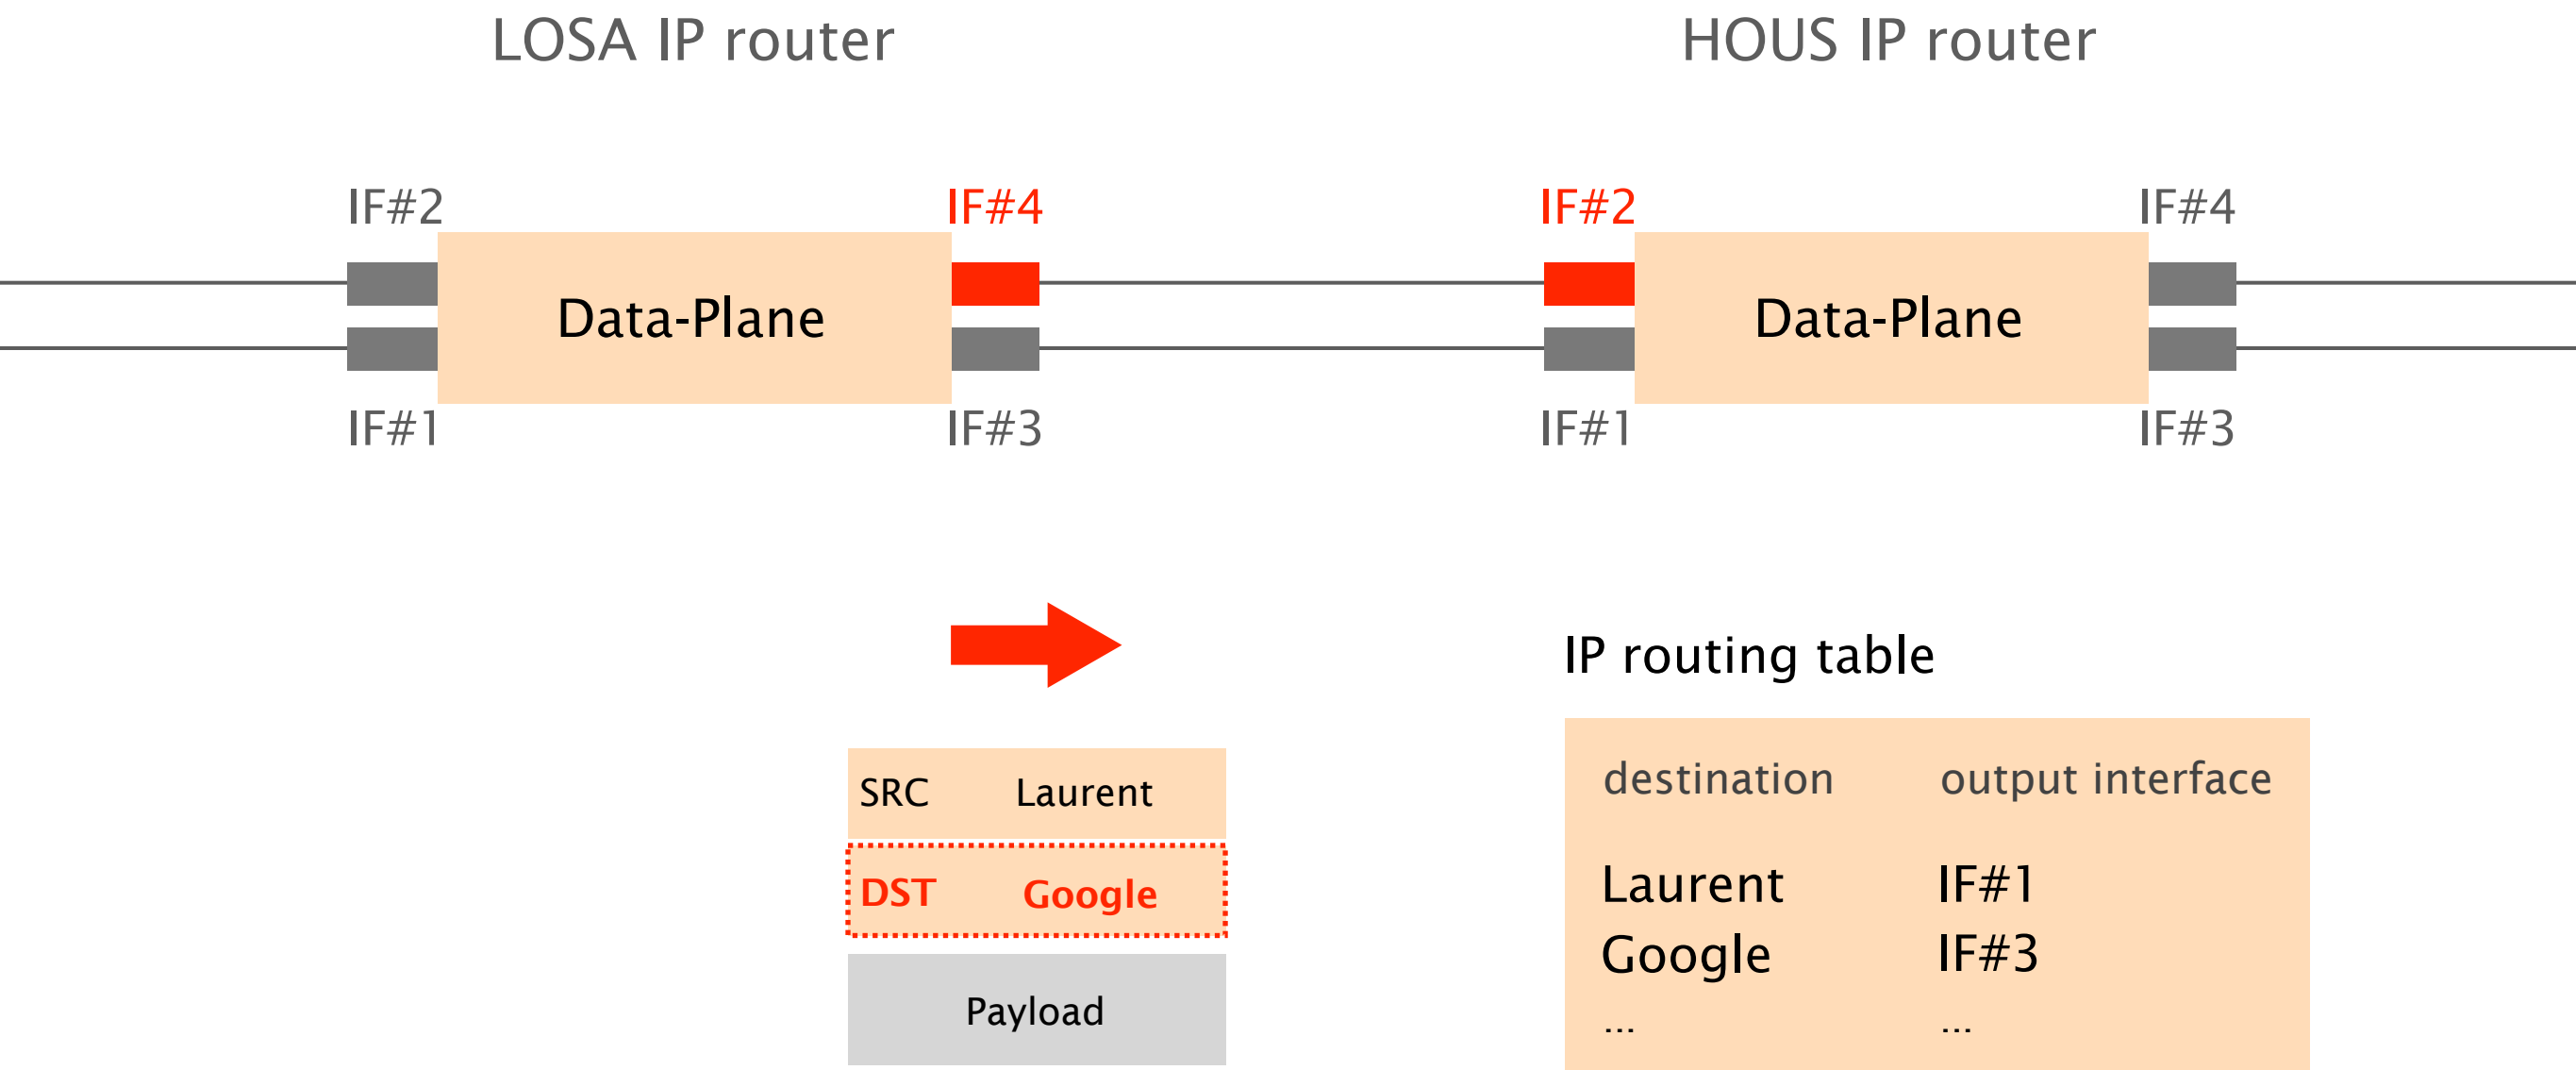 LOSA IP router
HOUS IP router
IF#2
IF#4
IF#2
IF#4
Data-Plane
Data-Plane
IF#1
IF#3
IF#1
IF#3
IP routing table
SRC Laurent
DST Google
Payload
destination output interface
Laurent IF#1
Google IF#3
... ...